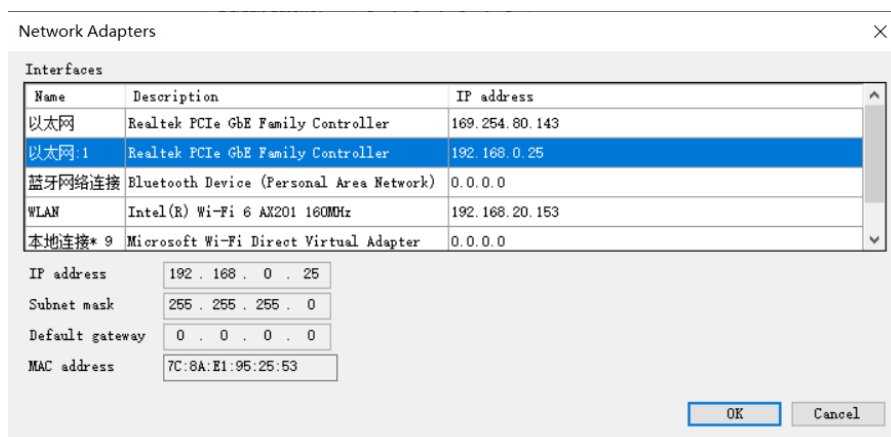 Network Adapters
Interfaces
Name Description IP address
以太网 Realtek PCIe GbE Family Controller 169.254.80.143
以太网:1 Realtek PCIe GbE Family Controller 192.168.0.25
蓝牙网络连接 Bluetooth Device (Personal Area Network) 0.0.0.0
WLAN Intel(R) Wi-Fi 6 AX201 160MHz 192.168.20.153
本地连接* 9 Microsoft Wi-Fi Direct Virtual Adapter 0.0.0.0
IP address 192 . 168 . 0 . 25
Subnet mask 255 . 255 . 255 . 0
Default gateway 0 . 0 . 0 . 0
MAC address 7C:8A:E1:95:25:53
OK Cancel